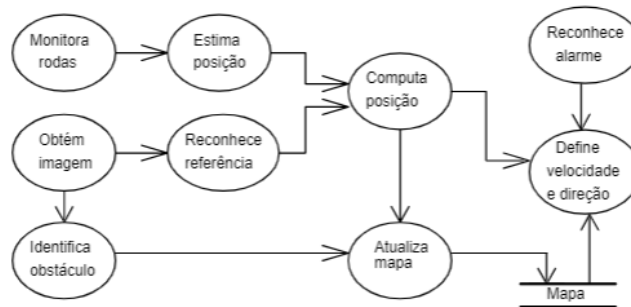 Monitora
rodas
Estima
posição
Computa
posição
Reconhece
alarme
Obtém
imagem
Reconhece
referência
Define
velocidade
e direção
Identifica
obstáculo
Atualiza
mapa
Mapa